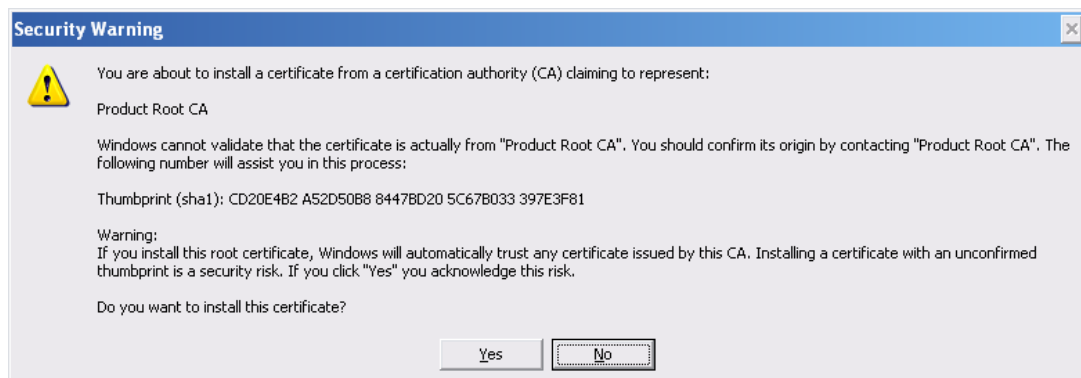 Security Warning
You are about to install a certificate from a certification authority (CA) claiming to represent:
Product Root CA
Windows cannot validate that the certificate is actually from "Product Root CA". You should confirm its origin by contacting "Product Root CA". The
following number will assist you in this process:
Thumbprint (sha1): CD20E4B2 A52D50B8 8447BD20 5C67B033 397E3F81
Warning:
If you install this root certificate, Windows will automatically trust any certificate issued by this CA. Installing a certificate with an unconfirmed
thumbprint is a security risk. If you click "Yes" you acknowledge this risk.
Do you want to install this certificate?
Yes No